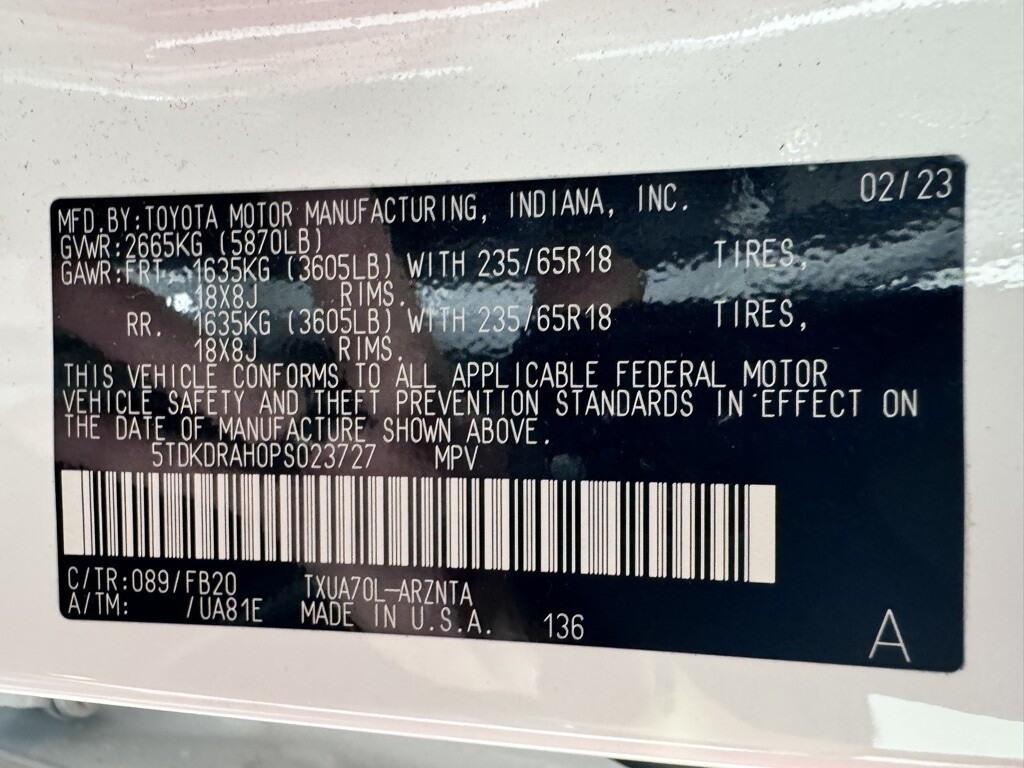 02/23
MFD.BY:TOYOTA MOTOR MANUFACTURING, INDIANA, INC.
GVWR:2665KG (5870LB)
GAWR:FRT. 1635KG (3605LB) WITH 235/65R18 TIRES,
18X8J RIMS.
RR. 1635KG (3605LB) WITH 235/65R18 TIRES,
18X8J RIMS.
THIS VEHICLE CONFORMS TO ALL APPLICABLE FEDERAL MOTOR
VEHICLE SAFETY AND THEFT PREVENTION STANDARDS IN EFFECT ON
THE DATE OF MANUFACTURE SHOWN ABOVE.
5TDKDRAH0PS023727 MPV
C/TR:089/FB20 TXUA70L-ARZNTA
A/TM: /UA81E MADE IN U.S.A. 136
A